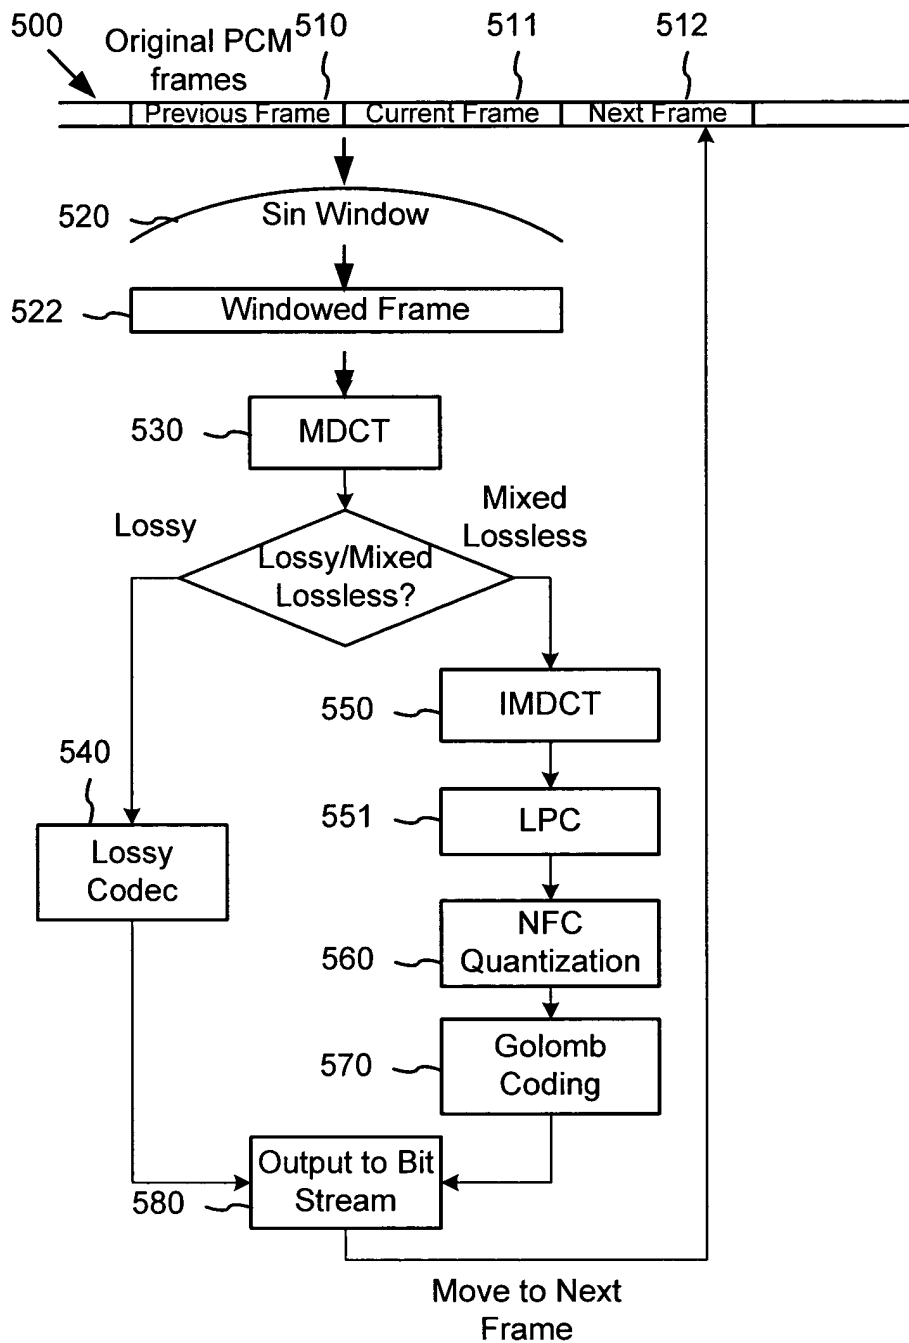 500
Original PCM
frames
510
511
512
Previous Frame
Current Frame
Next Frame
520
Sin Window
522
Windowed Frame
530
MDCT
Lossy
Mixed
Lossless
Lossy/Mixed
Lossless?
550
IMDCT
540
Lossy
Codec
551
LPC
560
NFC
Quantization
570
Golomb
Coding
580
Output to Bit
Stream
Move to Next
Frame